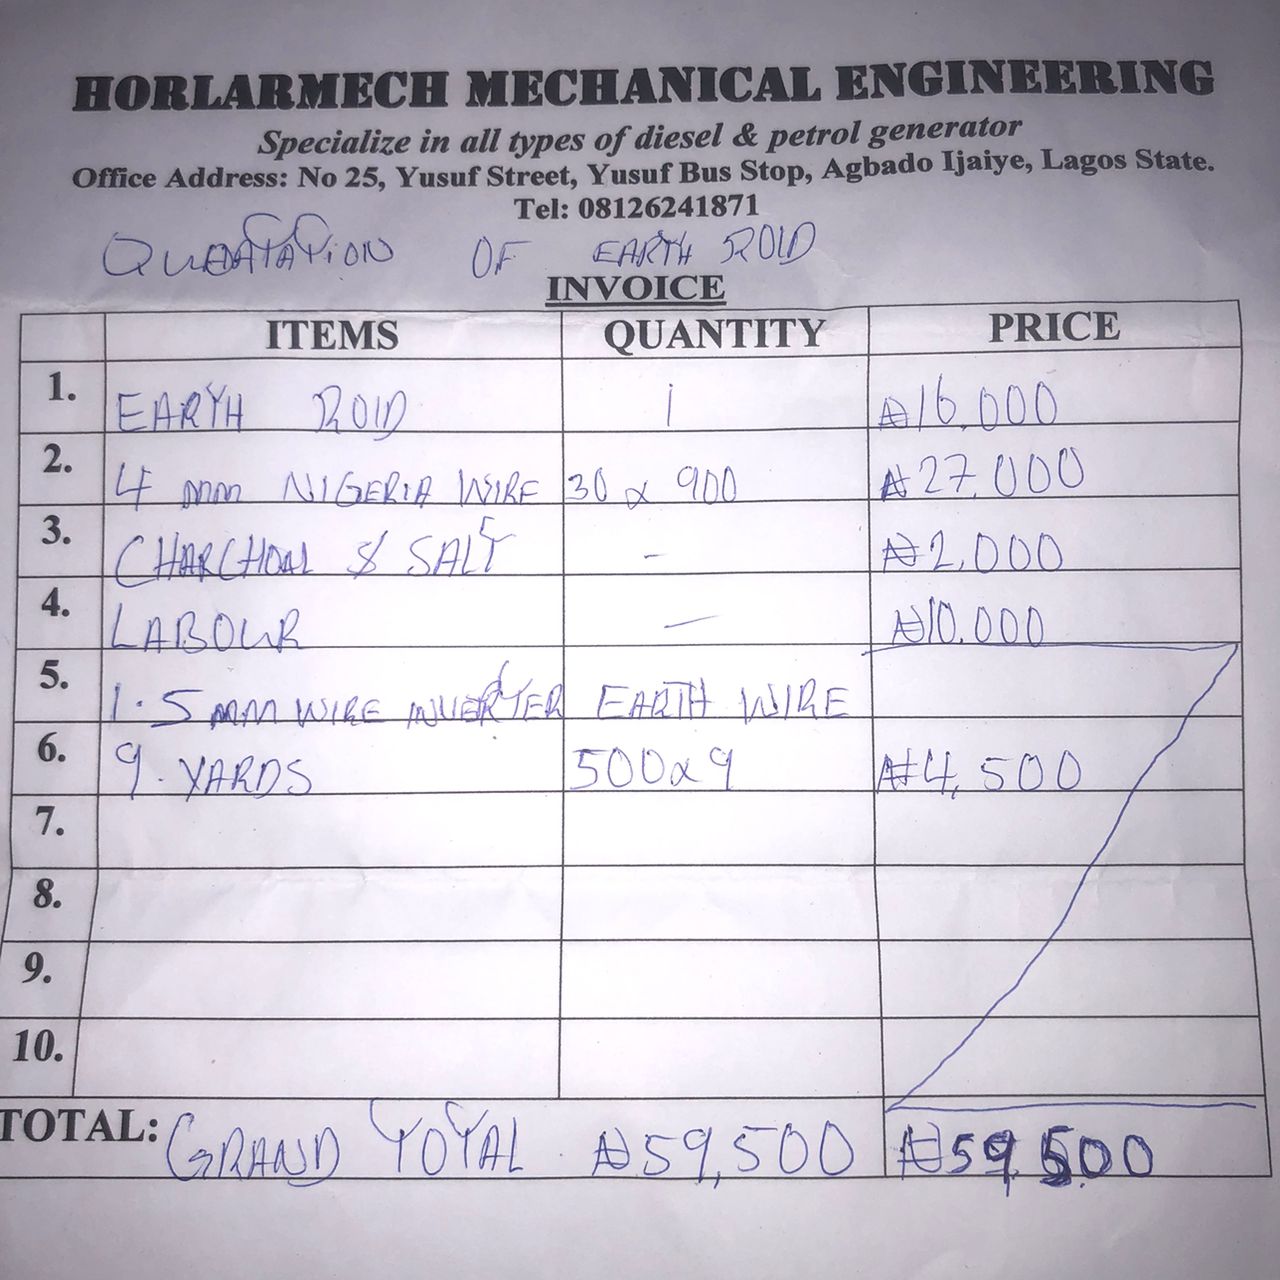 HORLARMECH MECHANICAL ENGINEERING
Specialize in all types of diesel & petrol generator
Office Address: No 25, Yusuf Street, Yusuf Bus Stop, Agbado Ijaiye, Lagos State.
Tel: 08126241871
OF EARTH ROID
INVOICE
ITEMS QUANTITY PRICE
1. EARTH ROID 1 ₦16,000
2. 4 mm NIGERIA WIRE 30 x 900 ₦27,000
3. CHARCHOAL & SALT - ₦2,000
4. LABOUR - ₦10,000
5. 1.5 mm WIRE INVERTER EARTH WIRE
6. 9. YARDS 500x9 ₦4,500
7.
8.
9.
10.
TOTAL: GRAND TOTAL ₦59,500 ₦59,500